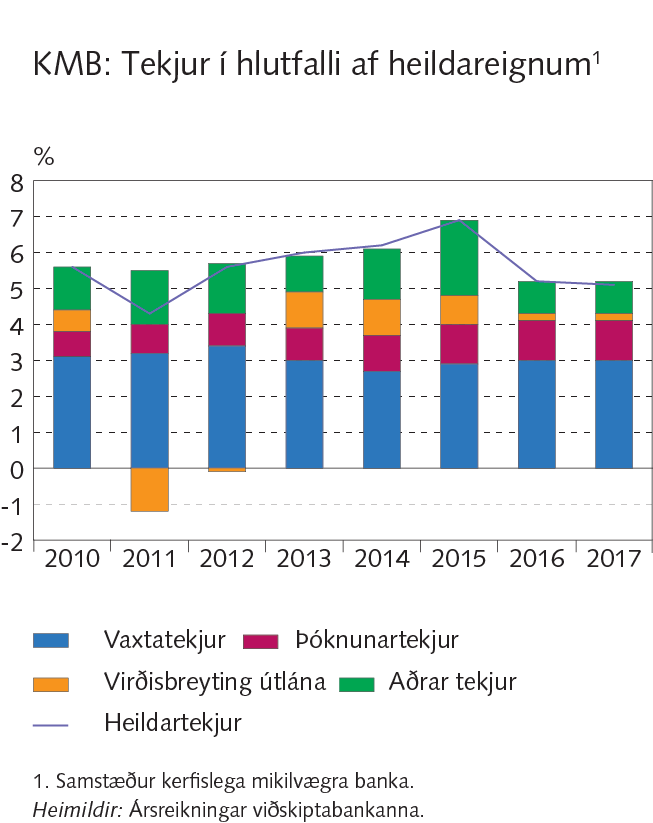 KMB: Tekjur í hlutfalli af heildareignum¹
%
8
7
6
5
4
3
2
1
0
-1
-2
2010 2011 2012 2013 2014 2015 2016 2017
Vaxtatekjur Þóknunartekjur
Virðisbreyting útlána Aðrar tekjur
Heildartekjur
1. Samstæður kerfislega mikilvægra banka.
Heimildir: Ársreikningar viðskiptabankanna.